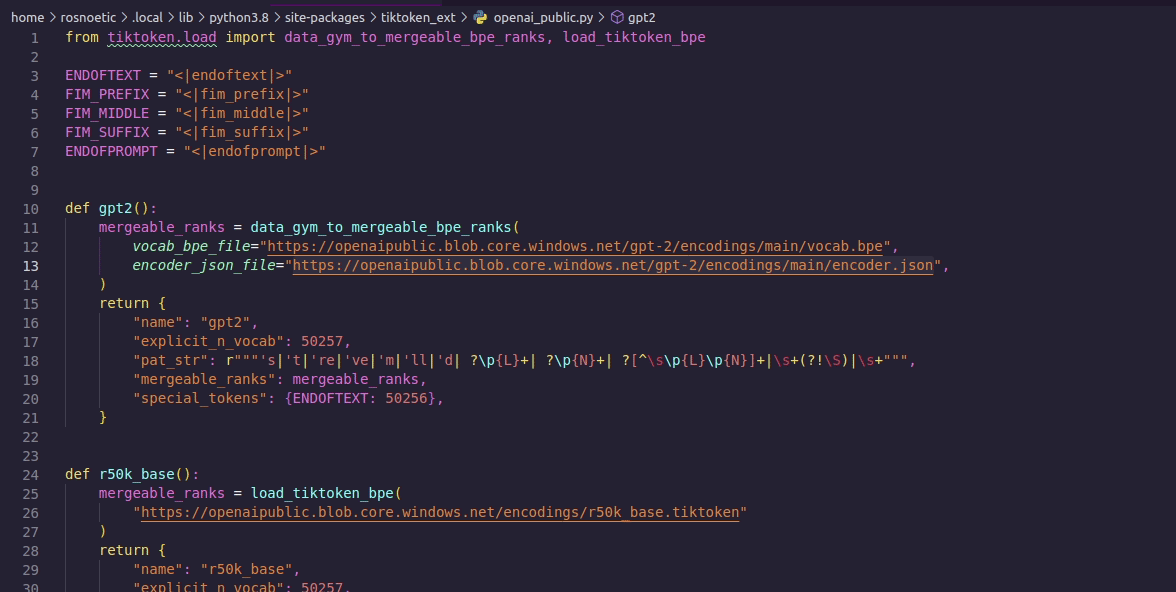 home > rosnoetic > .local > lib > python3.8 > site-packages > tiktoken_ext > openai_public.py > gpt2
1 from tiktoken.load import data_gym_to_mergeable_bpe_ranks, load_tiktoken_bpe
2
3 ENDOFTEXT = "<|endoftext|>"
4 FIM_PREFIX = "<|fim_prefix|>"
5 FIM_MIDDLE = "<|fim_middle|>"
6 FIM_SUFFIX = "<|fim_suffix|>"
7 ENDOFPROMPT = "<|endofprompt|>"
8
9
10 def gpt2():
11     mergeable_ranks = data_gym_to_mergeable_bpe_ranks(
12         vocab_bpe_file="https://openaipublic.blob.core.windows.net/gpt-2/encodings/main/vocab.bpe",
13         encoder_json_file="https://openaipublic.blob.core.windows.net/gpt-2/encodings/main/encoder.json",
14     )
15     return {
16         "name": "gpt2",
17         "explicit_n_vocab": 50257,
18         "pat_str": r"""'s|'t|'re|'ve|'m|'ll|'d| ?\p{L}+| ?\p{N}+| ?[^\s\p{L}\p{N}]+|\s+(?!\S)|\s+""",
19         "mergeable_ranks": mergeable_ranks,
20         "special_tokens": {ENDOFTEXT: 50256},
21     }
22
23
24 def r50k_base():
25     mergeable_ranks = load_tiktoken_bpe(
26         "https://openaipublic.blob.core.windows.net/encodings/r50k_base.tiktoken"
27     )
28     return {
29         "name": "r50k_base",
30         "explicit_n_vocab": 50257,